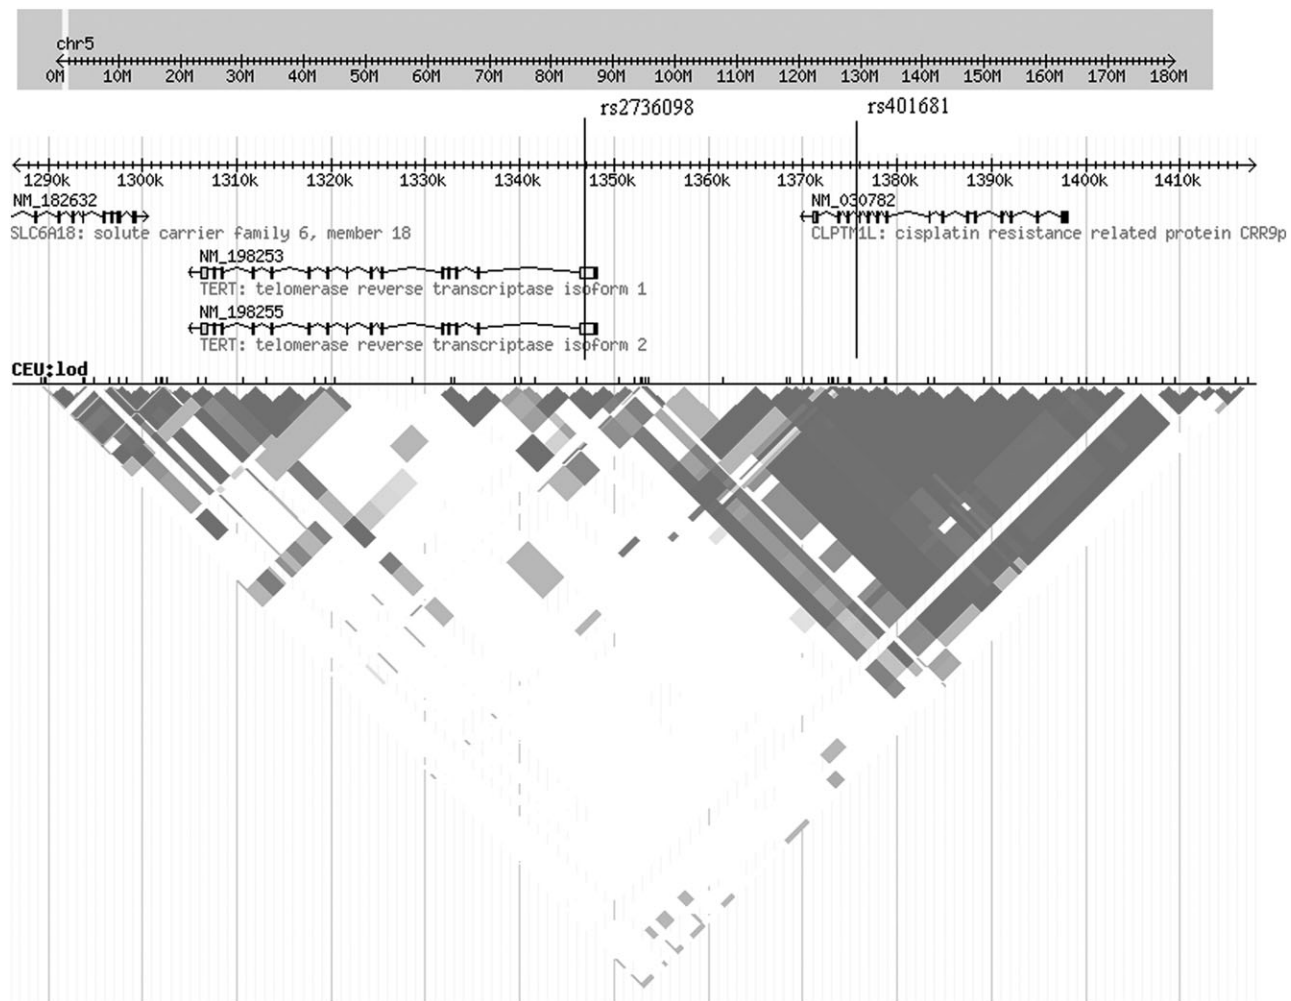 chr5
0M 10M 20M 30M 40M 50M 60M 70M 80M 90M 100M 110M 120M 130M 140M 150M 160M 170M 180M
rs2736098 rs401681
1290k 1300k 1310k 1320k 1330k 1340k 1350k 1360k 1370k 1380k 1390k 1400k 1410k
NM_182632 NM_030782
SLC6A18: solute carrier family 6, member 18 CLPTM1L: cisplatin resistance related protein CRR9p
NM_198253
TERT: telomerase reverse transcriptase isoform 1
NM_198255
TERT: telomerase reverse transcriptase isoform 2
CEU:lod